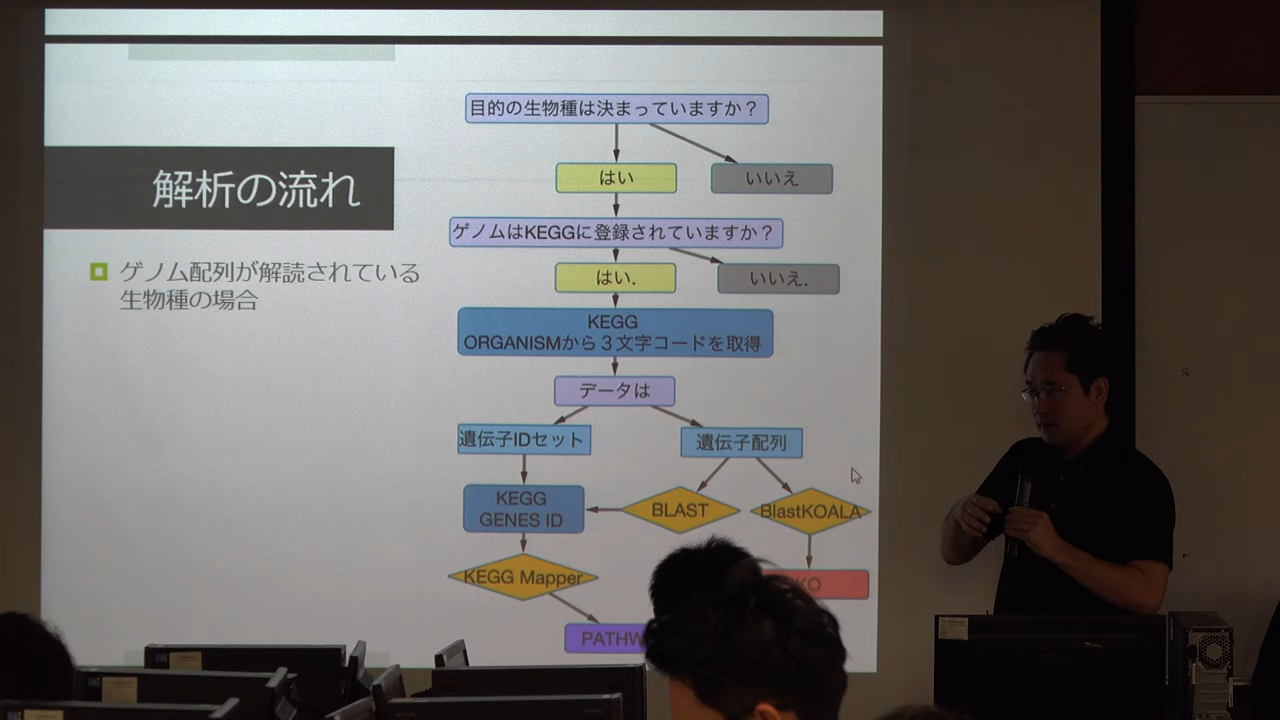 解析の流れ
ゲノム配列が解読されている
生物種の場合
目的の生物種は決まっていますか？
はい
いいえ
ゲノムはKEGGに登録されていますか？
はい.
いいえ.
KEGG
ORGANISMから３文字コードを取得
データは
遺伝子IDセット
遺伝子配列
KEGG
GENES ID
BLAST
BlastKOALA
KEGG Mapper
KO
PATHW